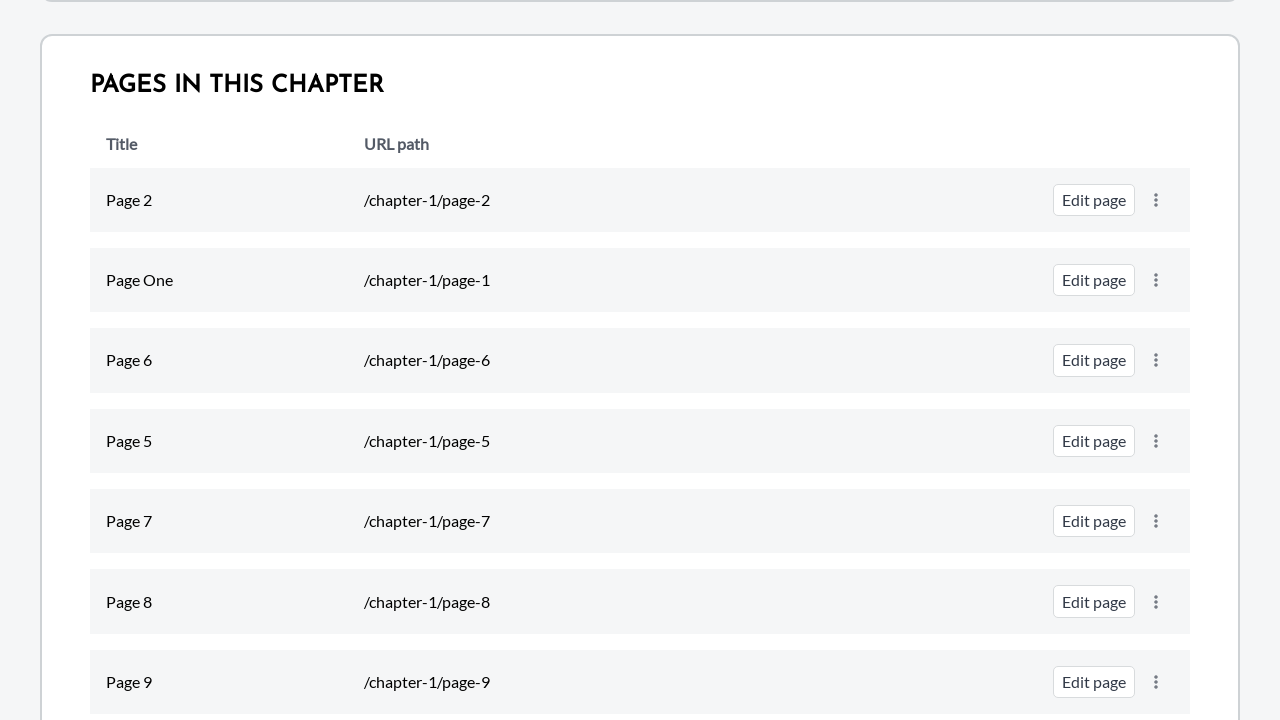 PAGES IN THIS CHAPTER
Title URL path
Page 2 /chapter-1/page-2 Edit page
Page One /chapter-1/page-1 Edit page
Page 6 /chapter-1/page-6 Edit page
Page 5 /chapter-1/page-5 Edit page
Page 7 /chapter-1/page-7 Edit page
Page 8 /chapter-1/page-8 Edit page
Page 9 /chapter-1/page-9 Edit page